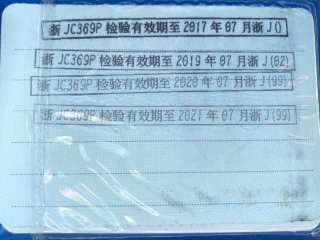 浙 JC369P 检验有效期至 2017 年 07 月浙 J()
浙 JC369P 检验有效期至 2019 年 07 月浙 J(02)
浙 JC369P 检验有效期至 2020 年 07 月浙 J(99)
浙 JC369P 检验有效期至 2021 年 07 月浙 J(99)